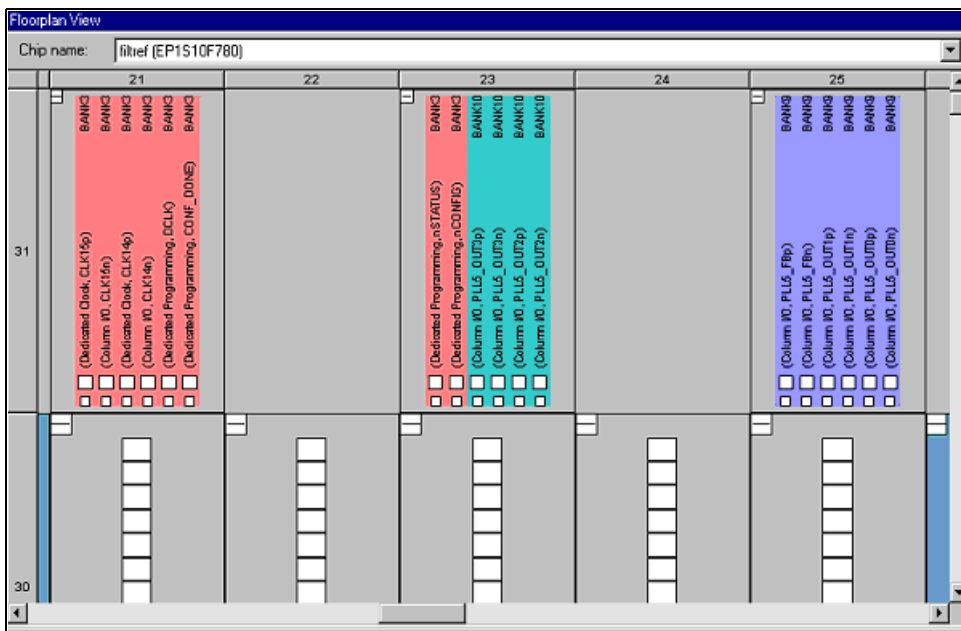 Floorplan View
Chip name: filtref (EP1S10F780)
21 22 23 24 25
31
BANK3 (Dedicated Clock, CLK15p)
BANK3 (Column I/O, CLK15n)
BANK3 (Dedicated Clock, CLK14p)
BANK3 (Column I/O, CLK14n)
BANK3 (Dedicated Programming, DCLK)
BANK3 (Dedicated Programming, CONF_DONE)
BANK3 (Dedicated Programming, nSTATUS)
BANK3 (Dedicated Programming, nCONFIG)
BANK10 (Column I/O, PLL5_OUT3p)
BANK10 (Column I/O, PLL5_OUT3n)
BANK10 (Column I/O, PLL5_OUT2p)
BANK10 (Column I/O, PLL5_OUT2n)
BANK9 (Column I/O, PLL5_FBp)
BANK9 (Column I/O, PLL5_FBn)
BANK9 (Column I/O, PLL5_OUT1p)
BANK9 (Column I/O, PLL5_OUT1n)
BANK9 (Column I/O, PLL5_OUT0p)
BANK9 (Column I/O, PLL5_OUT0n)
30